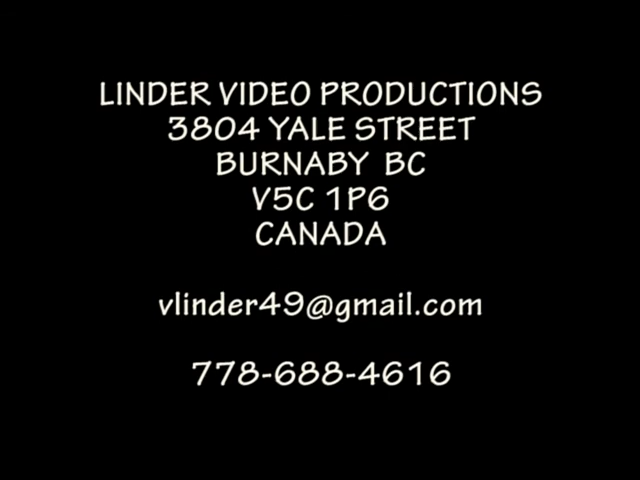 LINDER VIDEO PRODUCTIONS
3804 YALE STREET
BURNABY BC
V5C 1P6
CANADA
vlinder49@gmail.com
778-688-4616